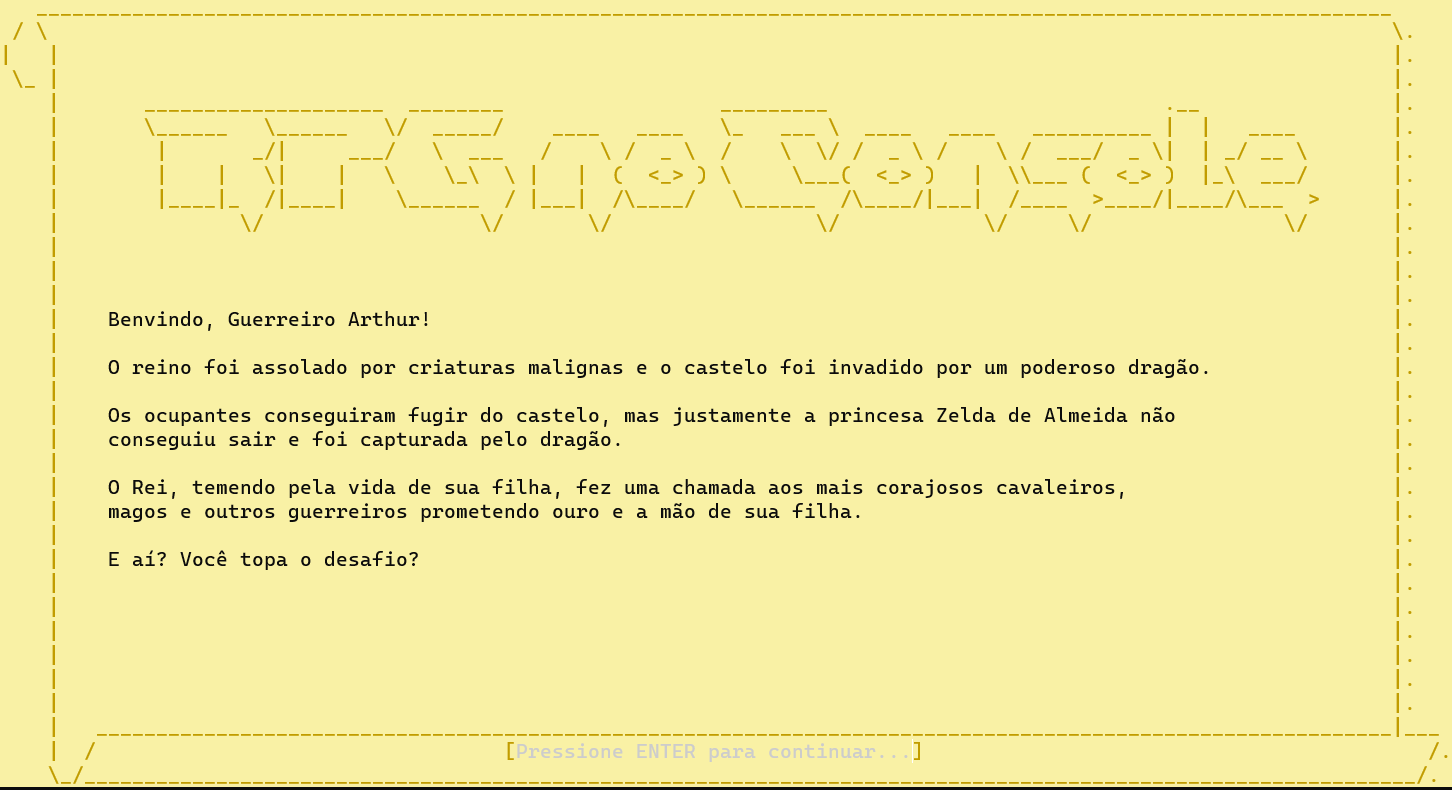 RPG no Console
Benvindo, Guerreiro Arthur!
O reino foi assolado por criaturas malignas e o castelo foi invadido por um poderoso dragão.
Os ocupantes conseguiram fugir do castelo, mas justamente a princesa Zelda de Almeida não
conseguiu sair e foi capturada pelo dragão.
O Rei, temendo pela vida de sua filha, fez uma chamada aos mais corajosos cavaleiros,
magos e outros guerreiros prometendo ouro e a mão de sua filha.
E aí? Você topa o desafio?
[Pressione ENTER para continuar...]